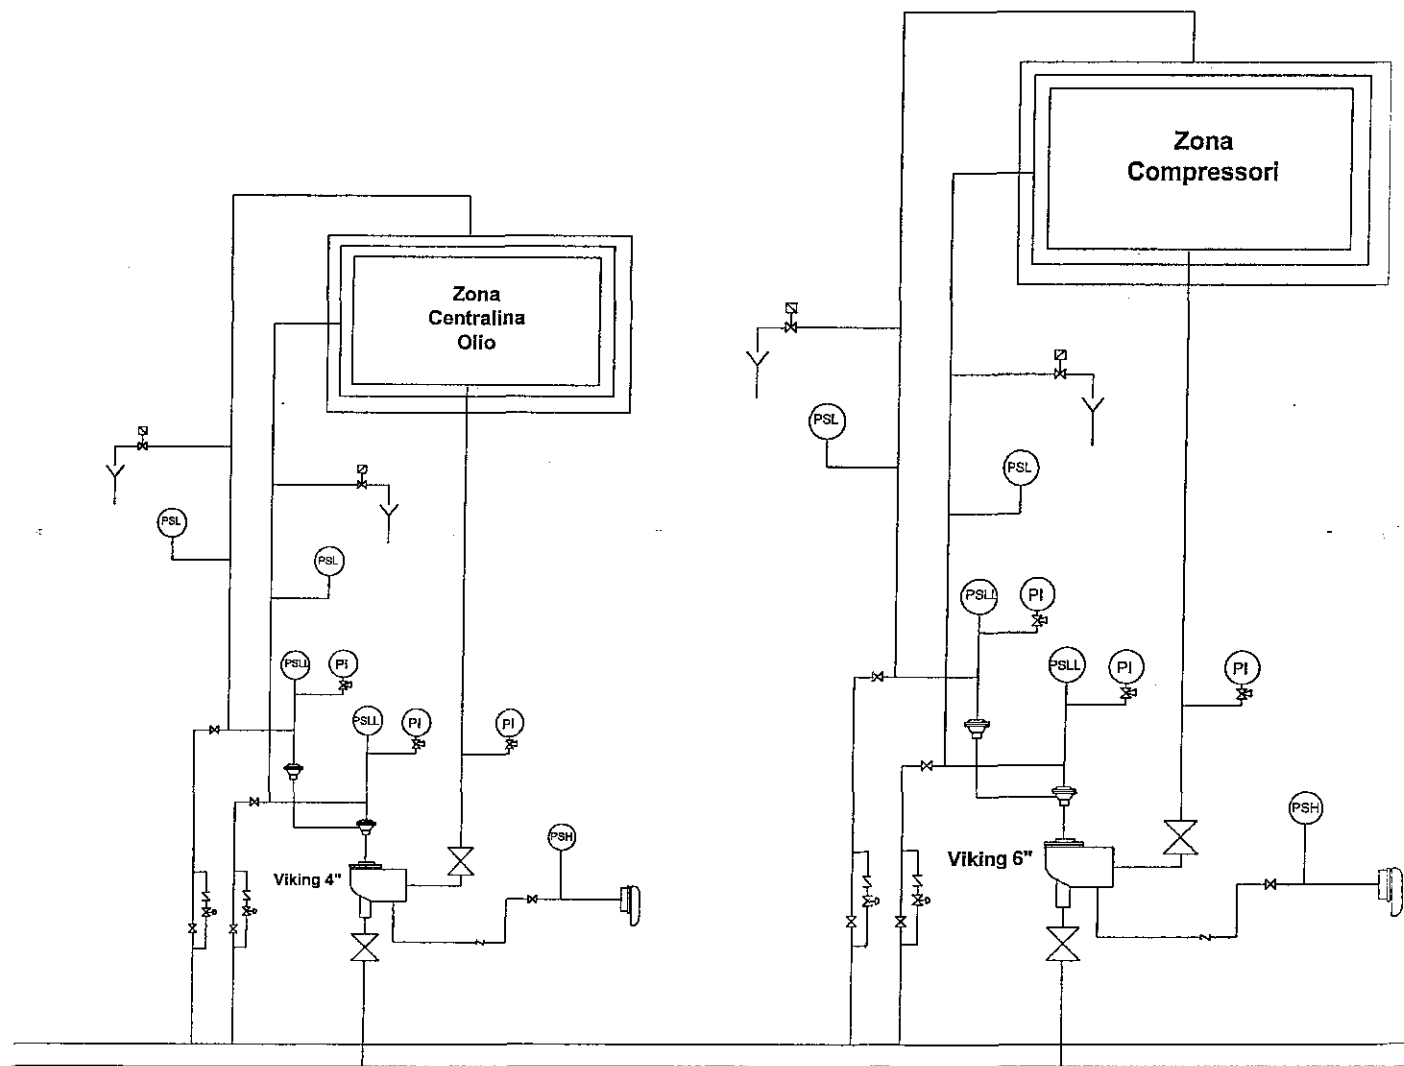 Zona
Compressori
Zona
Centralina
Olio
PSL
PSL
PSL
PSL
PSLL
PI
PSLL
PI
PI
PSLL
PI
PSLL
PI
PI
PSH
PSH
Viking 4"
Viking 6"